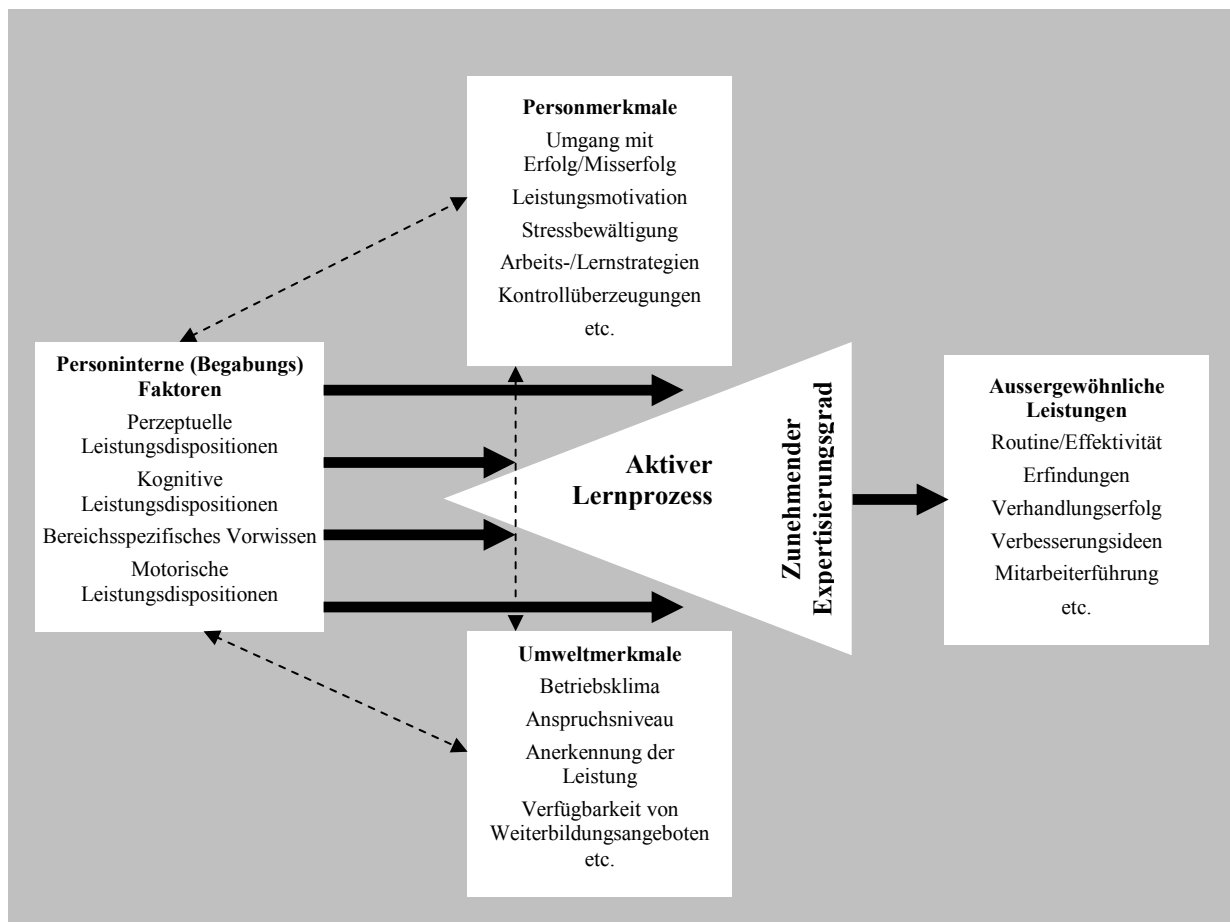 Personmerkmale
Umgang mit
Erfolg/Misserfolg
Leistungsmotivation
Stressbewältigung
Arbeits-/Lernstrategien
Kontrollüberzeugungen
etc.
Personinterne (Begabungs)
Faktoren
Perzeptuelle
Leistungsdispositionen
Kognitive
Leistungsdispositionen
Bereichsspezifisches Vorwissen
Motorische
Leistungsdispositionen
Aktiver
Lernprozess
Zunehmender
Expertisierungsgrad
Aussergewöhnliche
Leistungen
Routine/Effektivität
Erfindungen
Verhandlungserfolg
Verbesserungsideen
Mitarbeiterführung
etc.
Umweltmerkmale
Betriebsklima
Anspruchsniveau
Anerkennung der
Leistung
Verfügbarkeit von
Weiterbildungsangeboten
etc.